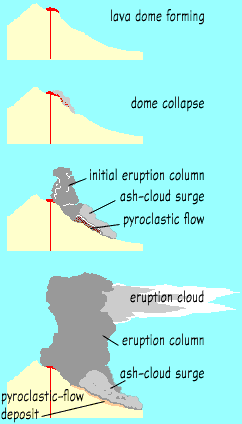 lava dome forming
dome collapse
initial eruption column
ash-cloud surge
pyroclastic flow
eruption cloud
eruption column
ash-cloud surge
pyroclastic-flow
deposit